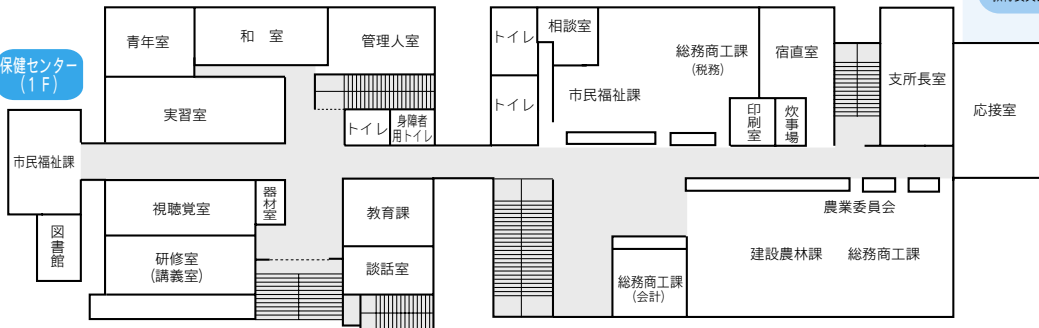 保健センター
(1F)
青年室
和　室
管理人室
実習室
トイレ
身障者
用トイレ
市民福祉課
図書館
視聴覚室
器材室
研修室
(講義室)
教育課
談話室
トイレ
相談室
トイレ
市民福祉課
総務商工課
(税務)
宿直室
印刷室
炊事場
支所長室
応接室
農業委員会
建設農林課
総務商工課
総務商工課
(会計)